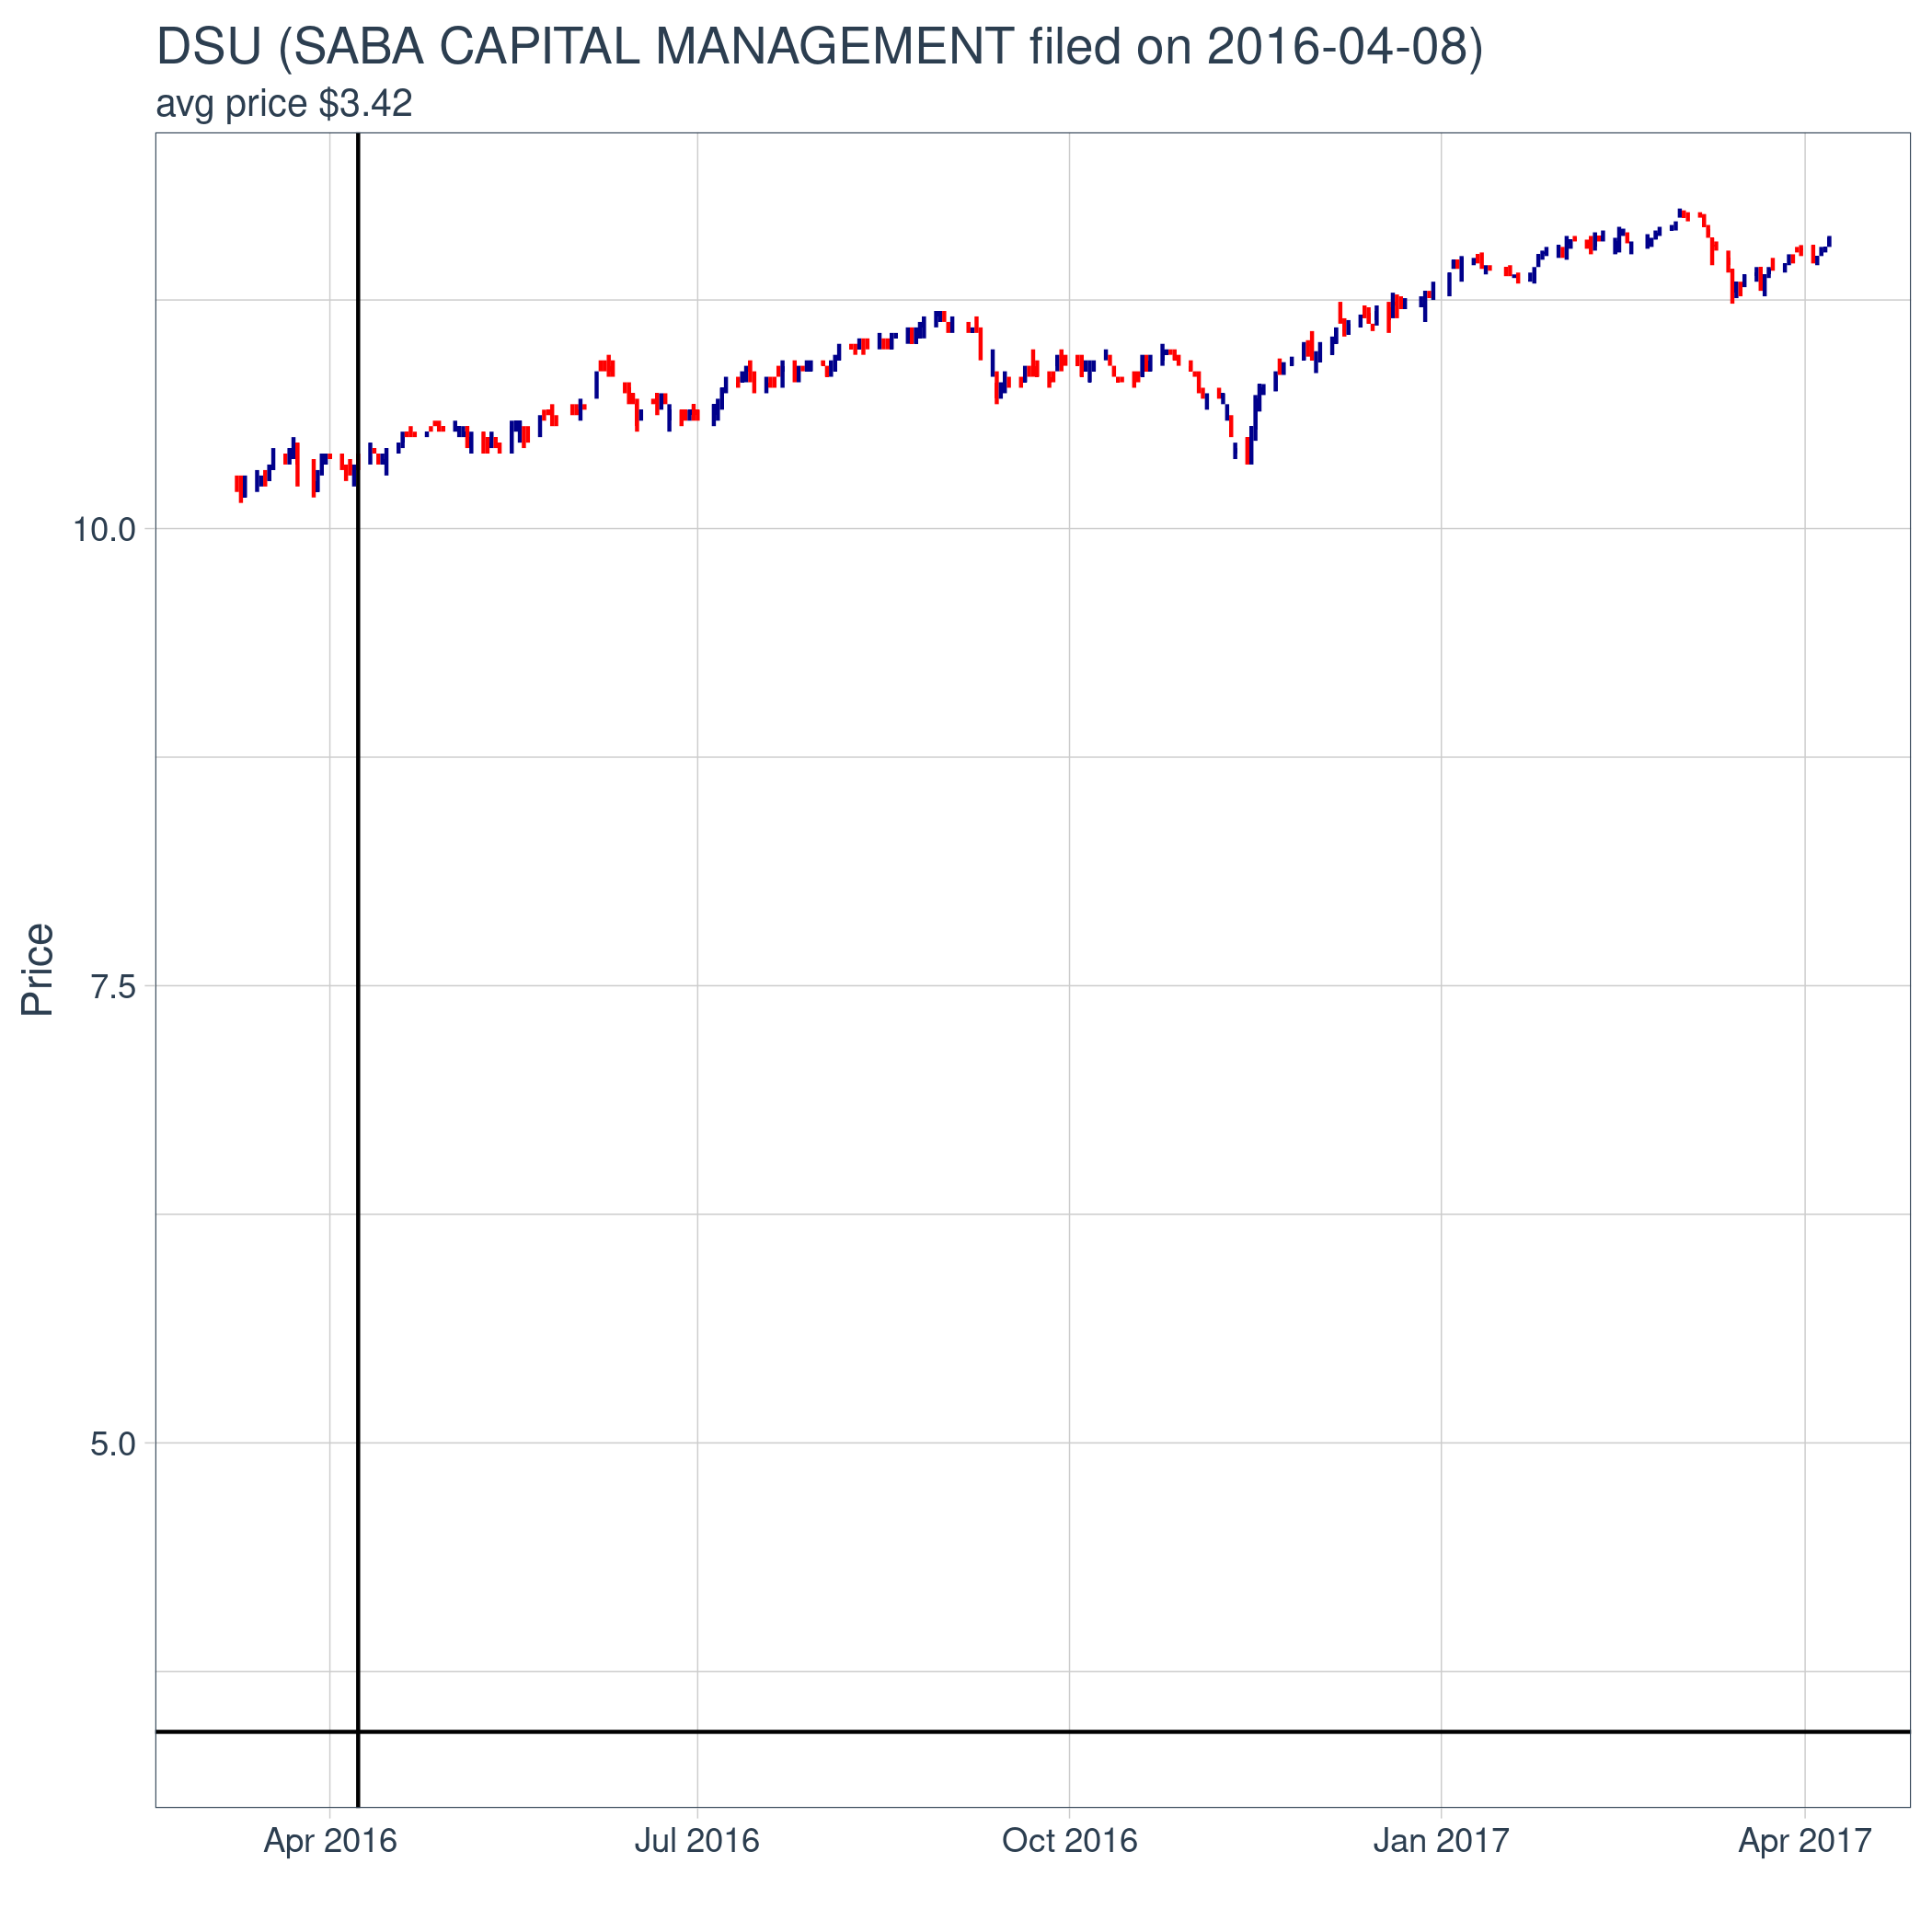 DSU (SABA CAPITAL MANAGEMENT filed on 2016-04-08)
avg price $3.42
Price
10.0
7.5
5.0
Apr 2016
Jul 2016
Oct 2016
Jan 2017
Apr 2017